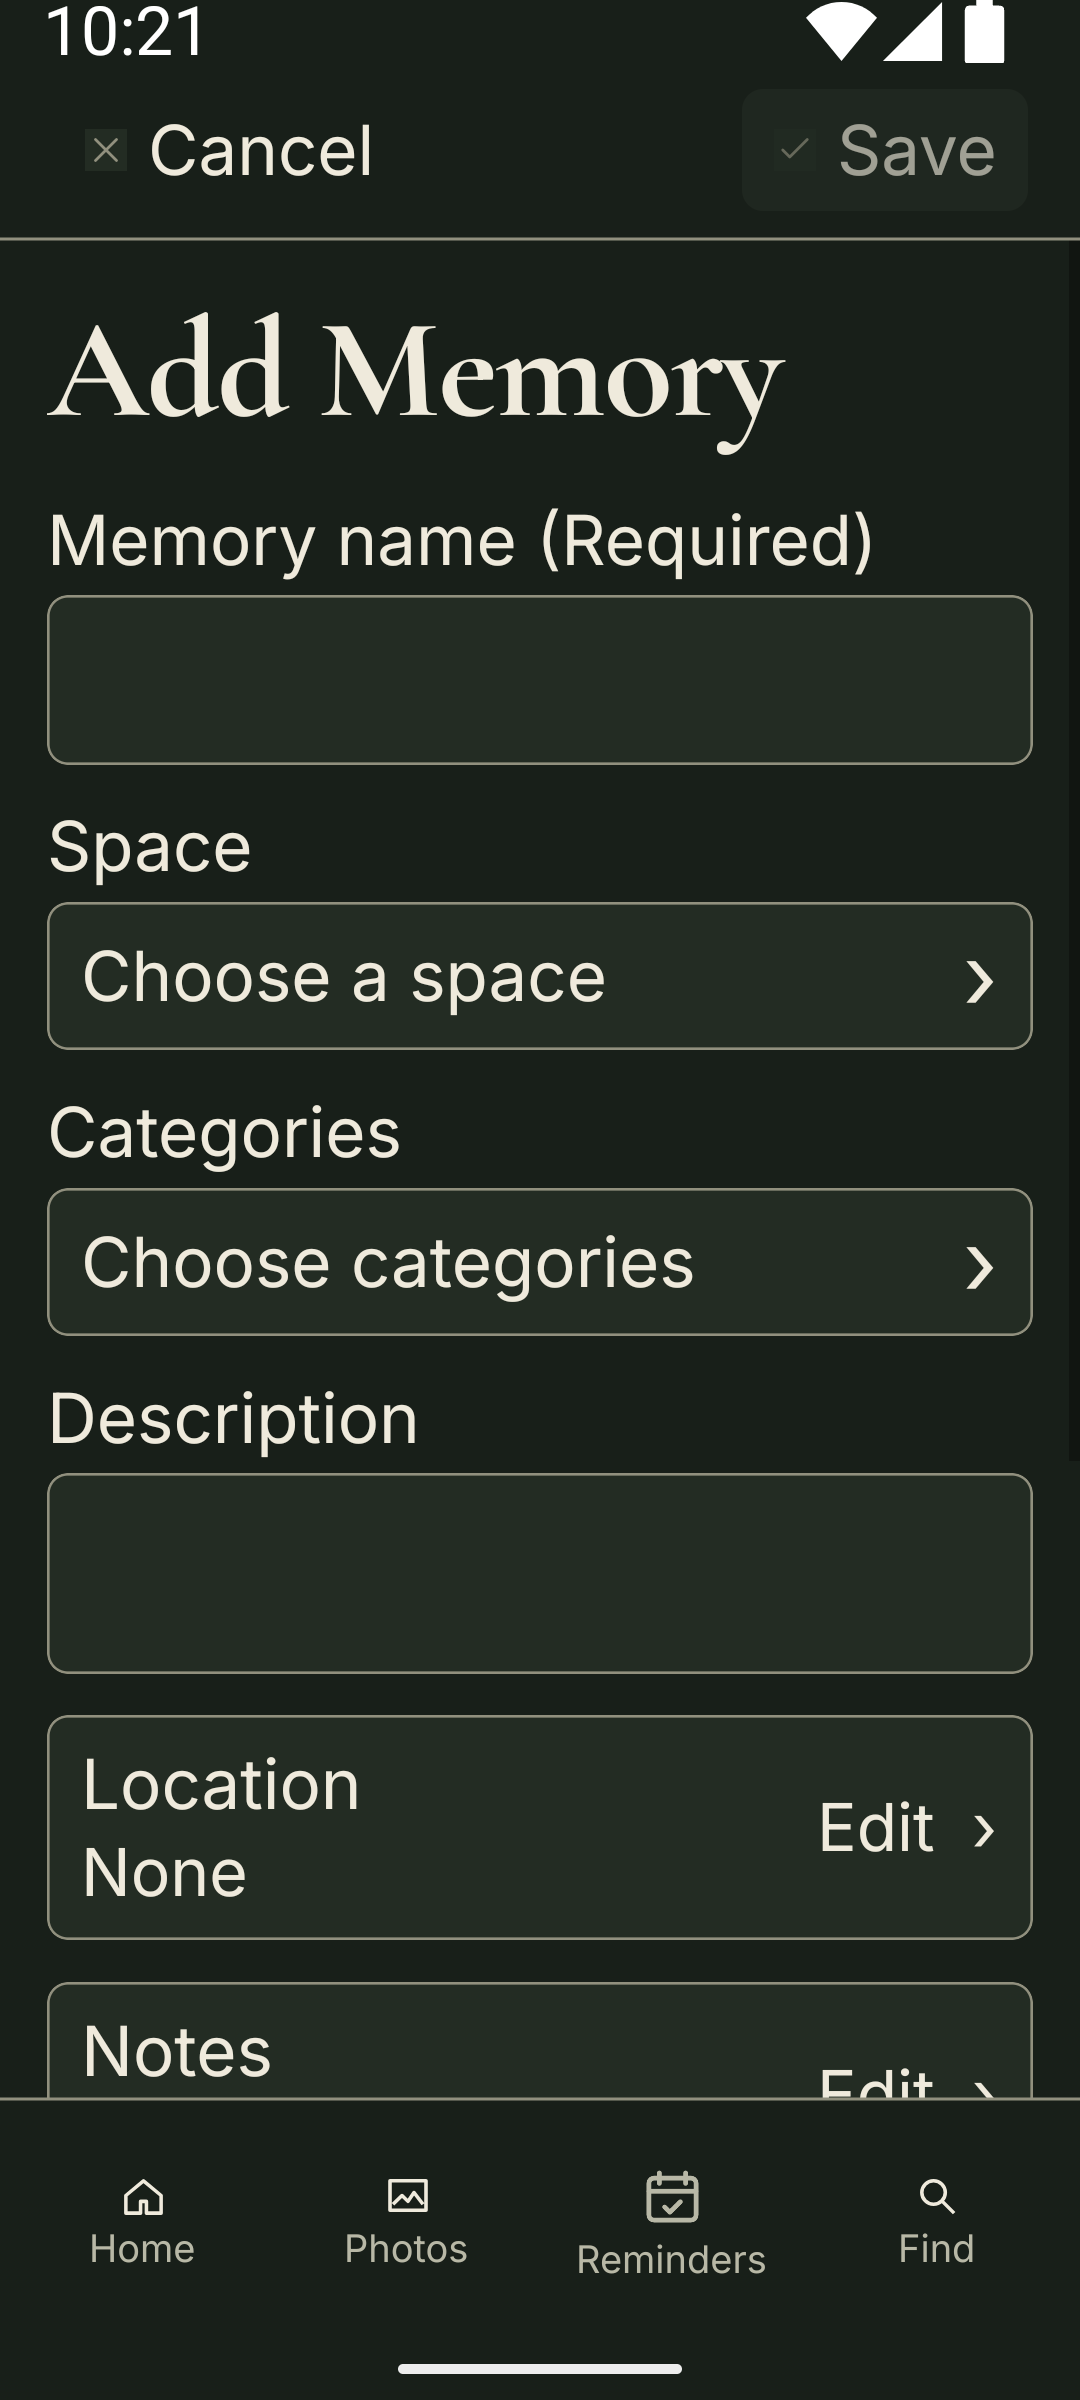 10:21
Cancel
Save
Add Memory
Memory name (Required)
Space
Choose a space
Categories
Choose categories
Description
Location
None
Edit
Notes
Edit
Home
Photos
Reminders
Find